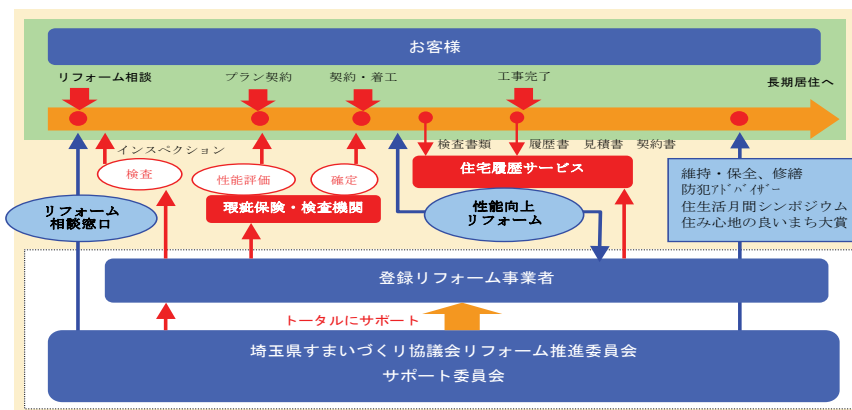 お客様
リフォーム相談
プラン契約
契約・着工
工事完了
長期居住へ
インスペクション
検査書類 履歴書 見積書 契約書
検査
性能評価
確定
住宅履歴サービス
瑕疵保険・検査機関
リフォーム
相談窓口
性能向上
リフォーム
維持・保全、修繕
防犯ｱﾄﾞﾊﾞｲｻﾞｰ
住生活月間シンポジウム
住み心地の良いまち大賞
登録リフォーム事業者
トータルにサポート
埼玉県すまいづくり協議会リフォーム推進委員会
サポート委員会